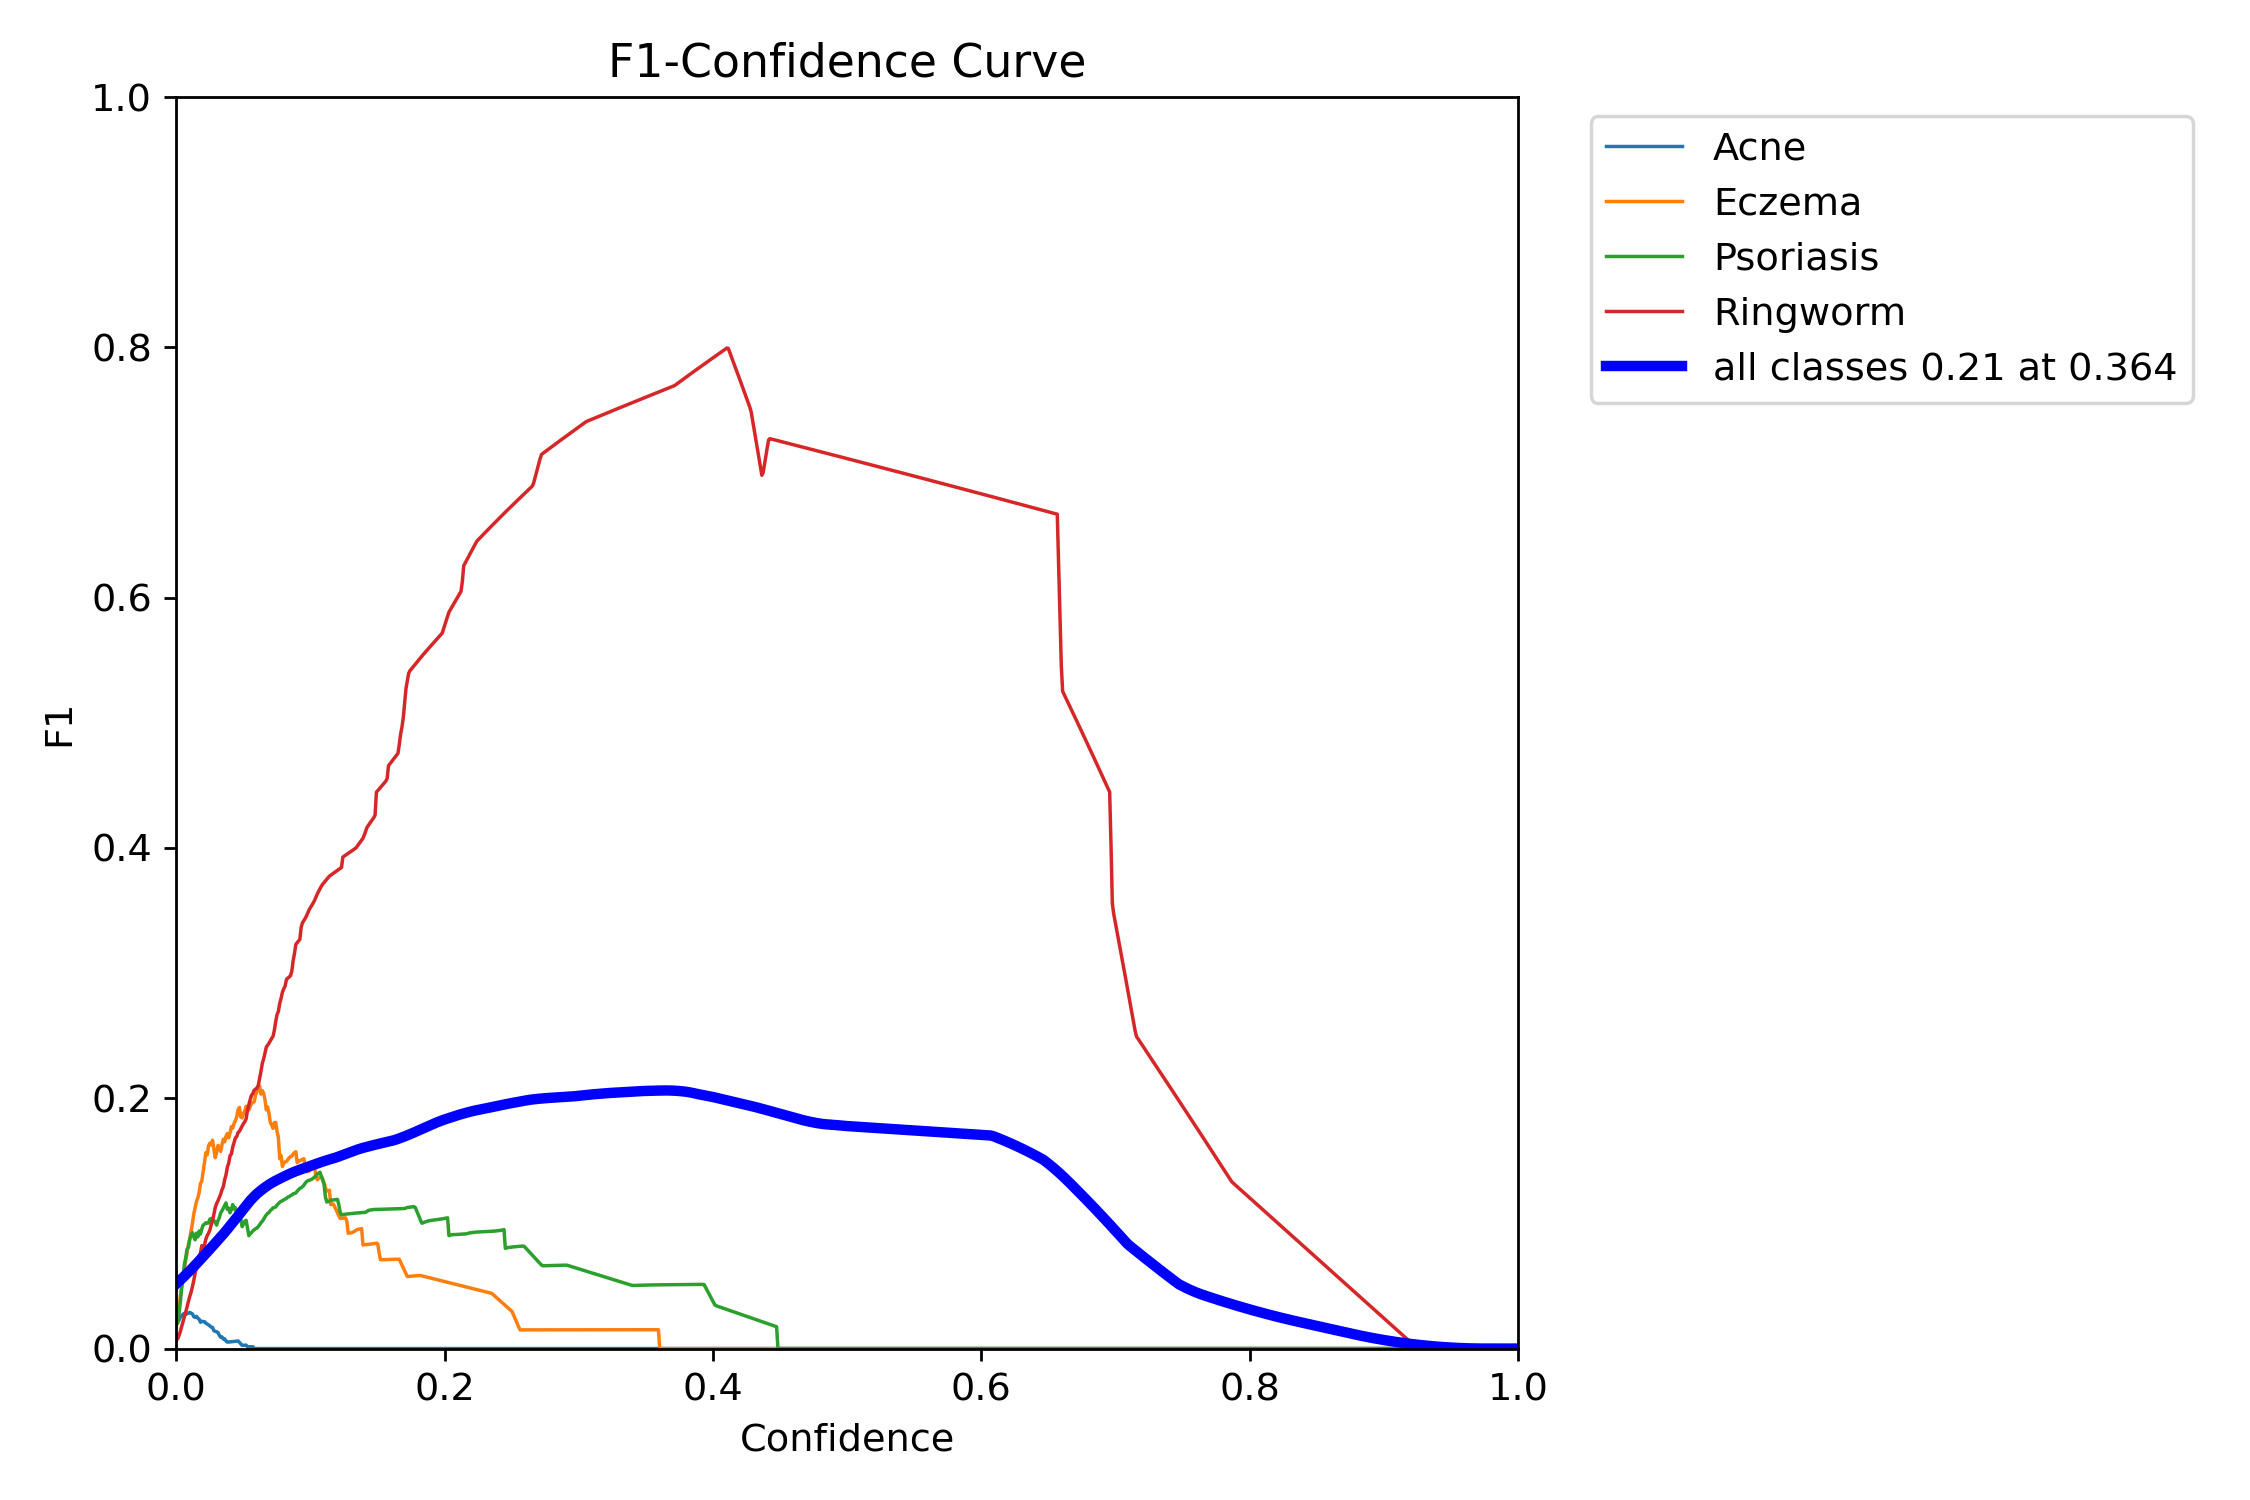 F1-Confidence Curve
1.0
0.8
0.6
0.4
0.2
0.0
F1
0.0 0.2 0.4 0.6 0.8 1.0
Confidence
Acne
Eczema
Psoriasis
Ringworm
all classes 0.21 at 0.364